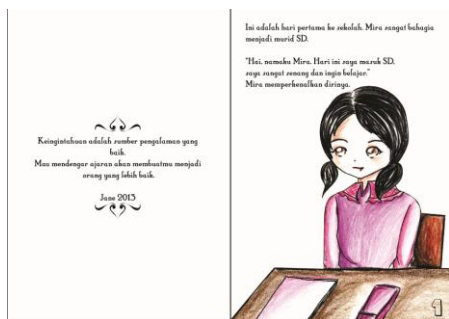 Keingintahuan adalah sumber pengalaman yang
baik.
Mau mendengar ajaran akan membuatmu menjadi
orang yang lebih baik.
Jane 2013
Ini adalah hari pertama ke sekolah. Mira sangat bahagia
menjadi murid SD.
"Hai, namaku Mira. Hari ini saya masuk SD.
saya sangat senang dan ingin belajar."
Mira memperkenalkan dirinya.
1